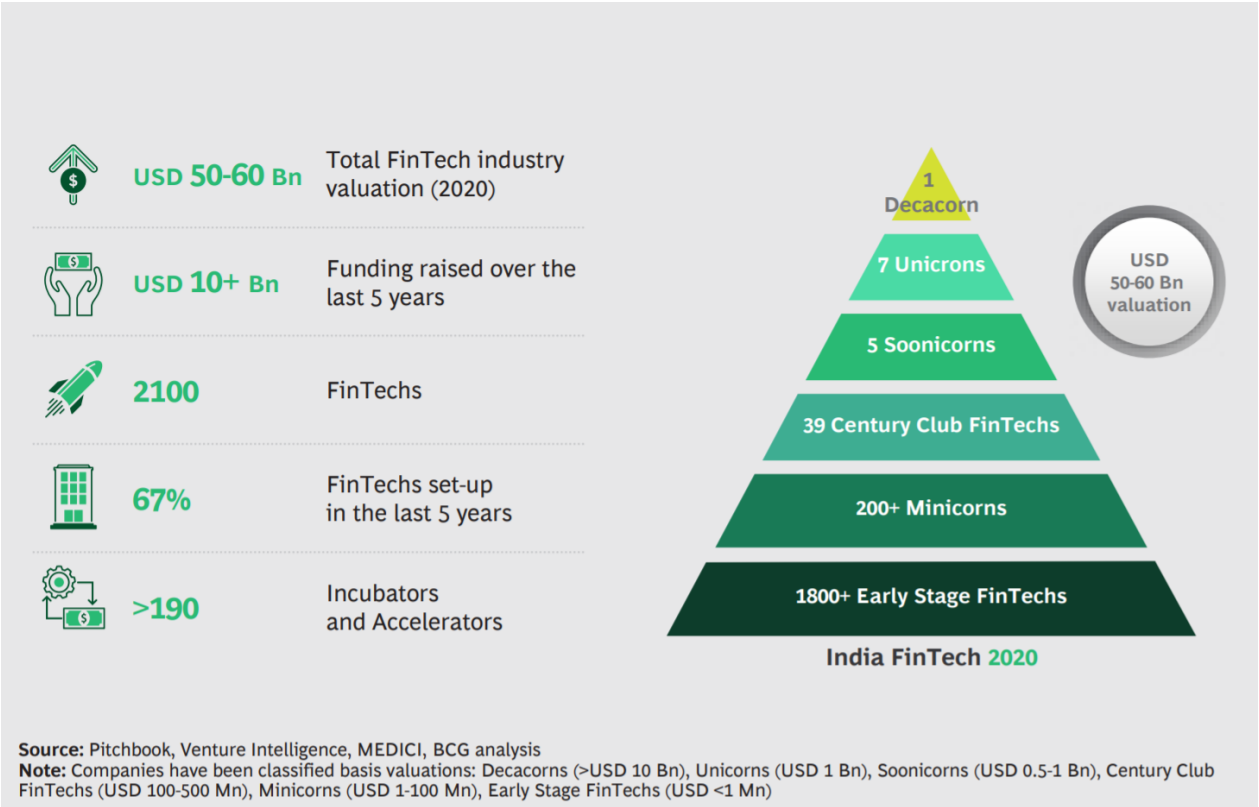 USD 50-60 Bn
Total FinTech industry
valuation (2020)
USD 10+ Bn
Funding raised over the
last 5 years
2100
FinTechs
67%
FinTechs set-up
in the last 5 years
>190
Incubators
and Accelerators
1
Decacorn
7 Unicrons
5 Soonicorns
39 Century Club FinTechs
200+ Minicorns
1800+ Early Stage FinTechs
India FinTech 2020
USD
50-60 Bn
valuation
Source: Pitchbook, Venture Intelligence, MEDICI, BCG analysis
Note: Companies have been classified basis valuations: Decacorns (>USD 10 Bn), Unicorns (USD 1 Bn), Soonicorns (USD 0.5-1 Bn), Century Club
FinTechs (USD 100-500 Mn), Minicorns (USD 1-100 Mn), Early Stage FinTechs (USD <1 Mn)